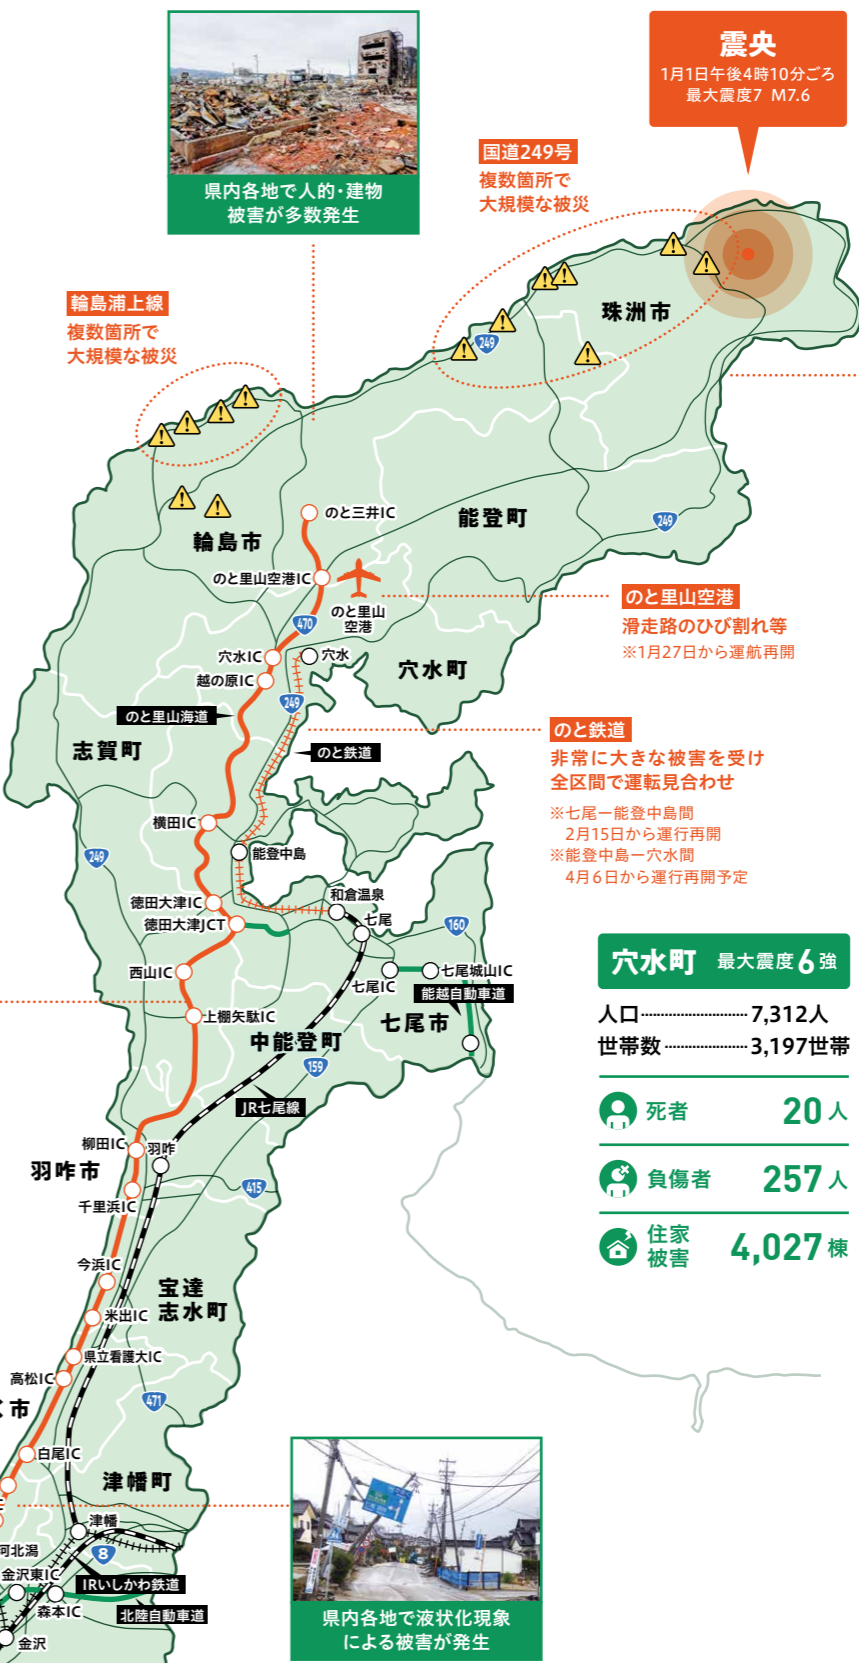 震央
1月1日午後4時10分ごろ
最大震度7 M7.6
県内各地で人的・建物
被害が多数発生
国道249号
複数箇所で
大規模な被災
輪島浦上線
複数箇所で
大規模な被災
珠洲市
249
輪島市
のと三井IC
能登町
249
のと里山空港IC
のと里山
空港
のと里山空港
滑走路のひび割れ等
※1月27日から運航再開
470
穴水IC
穴水
越の原IC
穴水町
249
のと里山海道
志賀町
のと鉄道
のと鉄道
非常に大きな被害を受け
全区間で運転見合わせ
※七尾ー能登中島間
2月15日から運行再開
※能登中島ー穴水間
4月6日から運行再開予定
横田IC
249
能登中島
徳田大津IC
和倉温泉
徳田大津JCT
七尾
160
西山IC
七尾IC
七尾城山IC
能越自動車道
上棚矢駄IC
七尾市
中能登町
159
JR七尾線
穴水町 最大震度6強
人口 7,312人
世帯数 3,197世帯
死者 20人
負傷者 257人
住家
被害 4,027棟
柳田IC
羽咋
羽咋市
千里浜IC
415
今浜IC
宝達
志水町
米出IC
県立看護大IC
高松IC
471
く市
白尾IC
津幡町
津幡
河北潟
8
金沢東IC
IRいしかわ鉄道
森本IC
北陸自動車道
金沢
県内各地で液状化現象
による被害が発生